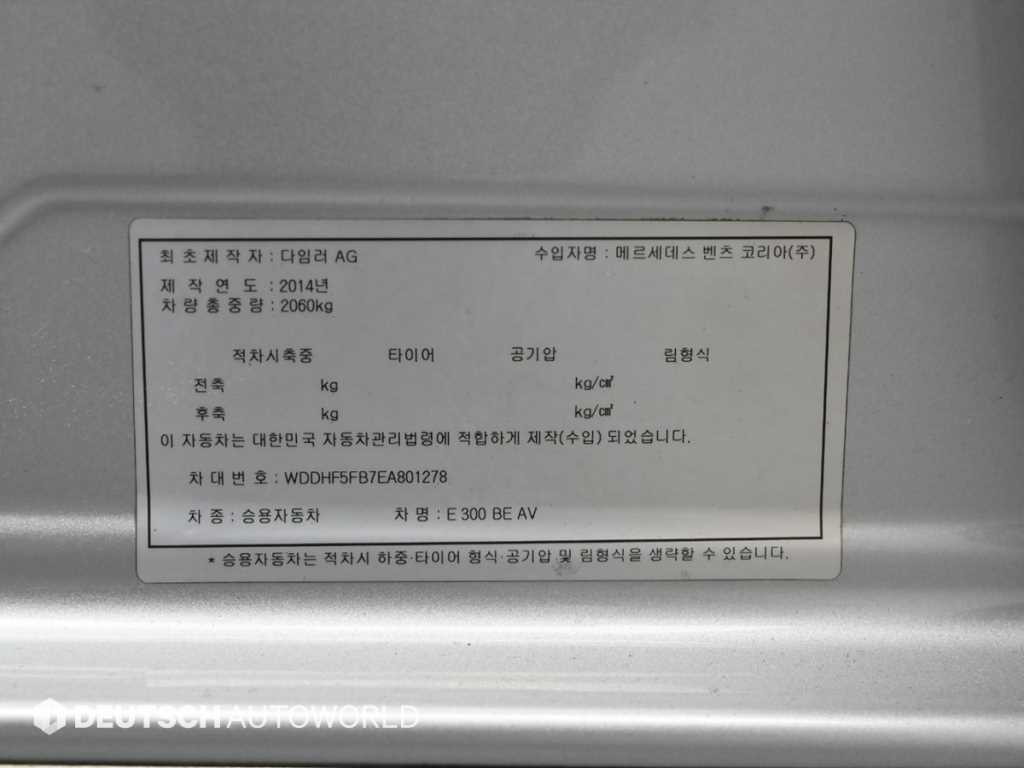 최 초 제 작 자 : 다임러 AG 수입자명 : 메르세데스 벤츠 코리아(주)
제 작 연 도 : 2014년
차 량 총 중 량 : 2060kg
적차시축중 타이어 공기압 림형식
전축 kg kg/㎠
후축 kg kg/㎠
이 자동차는 대한민국 자동차관리법령에 적합하게 제작(수입) 되었습니다.
차 대 번 호 : WDDHF5FB7EA801278
차 종 : 승용자동차 차 명 : E 300 BE AV
* 승용자동차는 적차시 하중·타이어 형식·공기압 및 림형식을 생략할 수 있습니다.
DEUTSCH AUTOWORLD